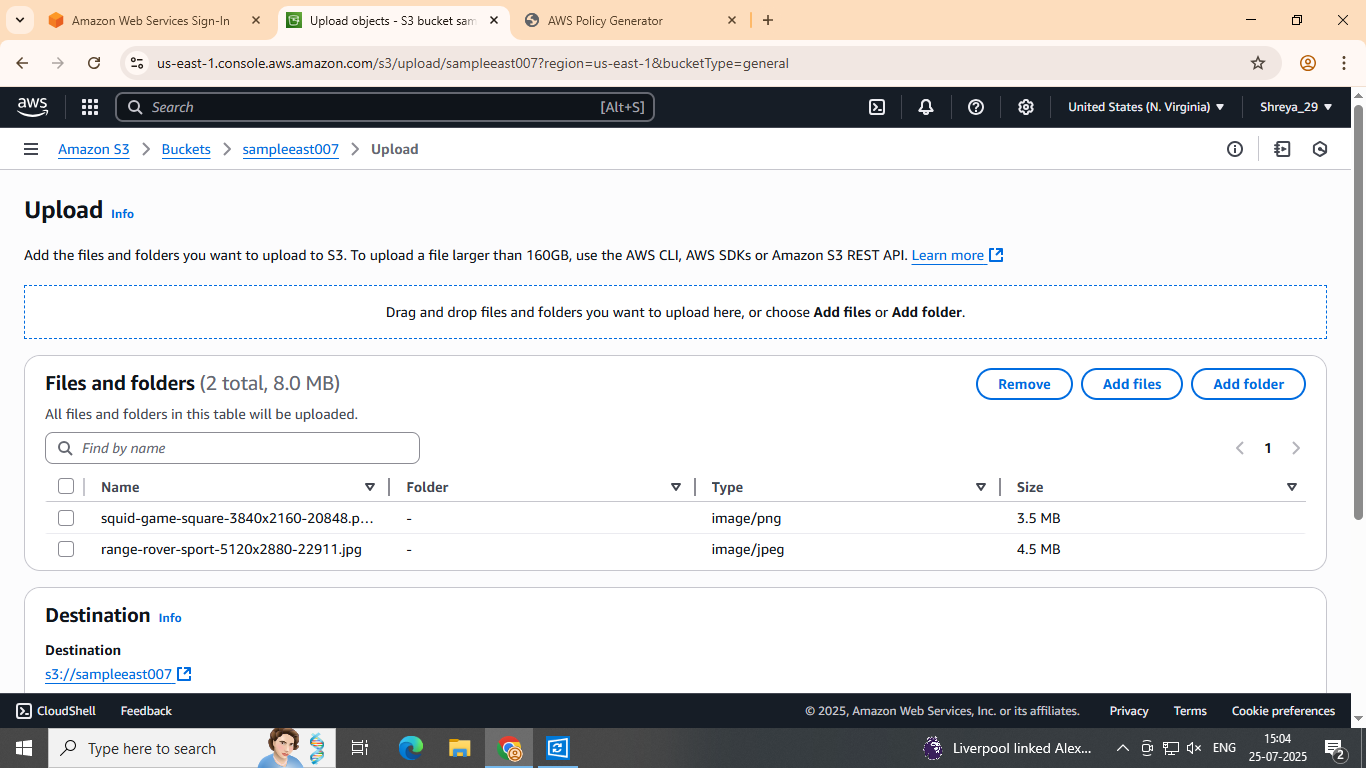 Amazon Web Services Sign-In
Upload objects - S3 bucket sam
AWS Policy Generator
us-east-1.console.aws.amazon.com/s3/upload/sampleeast007?region=us-east-1&bucketType=general
aws
Search
[Alt+S]
United States (N. Virginia)
Shreya_29
Amazon S3
Buckets
sampleeast007
Upload
Upload Info
Add the files and folders you want to upload to S3. To upload a file larger than 160GB, use the AWS CLI, AWS SDKs or Amazon S3 REST API. Learn more
Drag and drop files and folders you want to upload here, or choose Add files or Add folder.
Files and folders (2 total, 8.0 MB)
Remove
Add files
Add folder
All files and folders in this table will be uploaded.
Find by name
1
Name Folder Type Size
squid-game-square-3840x2160-20848.p... - image/png 3.5 MB
range-rover-sport-5120x2880-22911.jpg - image/jpeg 4.5 MB
Destination Info
Destination
s3://sampleeast007
CloudShell Feedback © 2025, Amazon Web Services, Inc. or its affiliates. Privacy Terms Cookie preferences
Type here to search
Liverpool linked Alex...
ENG
15:04
25-07-2025
2